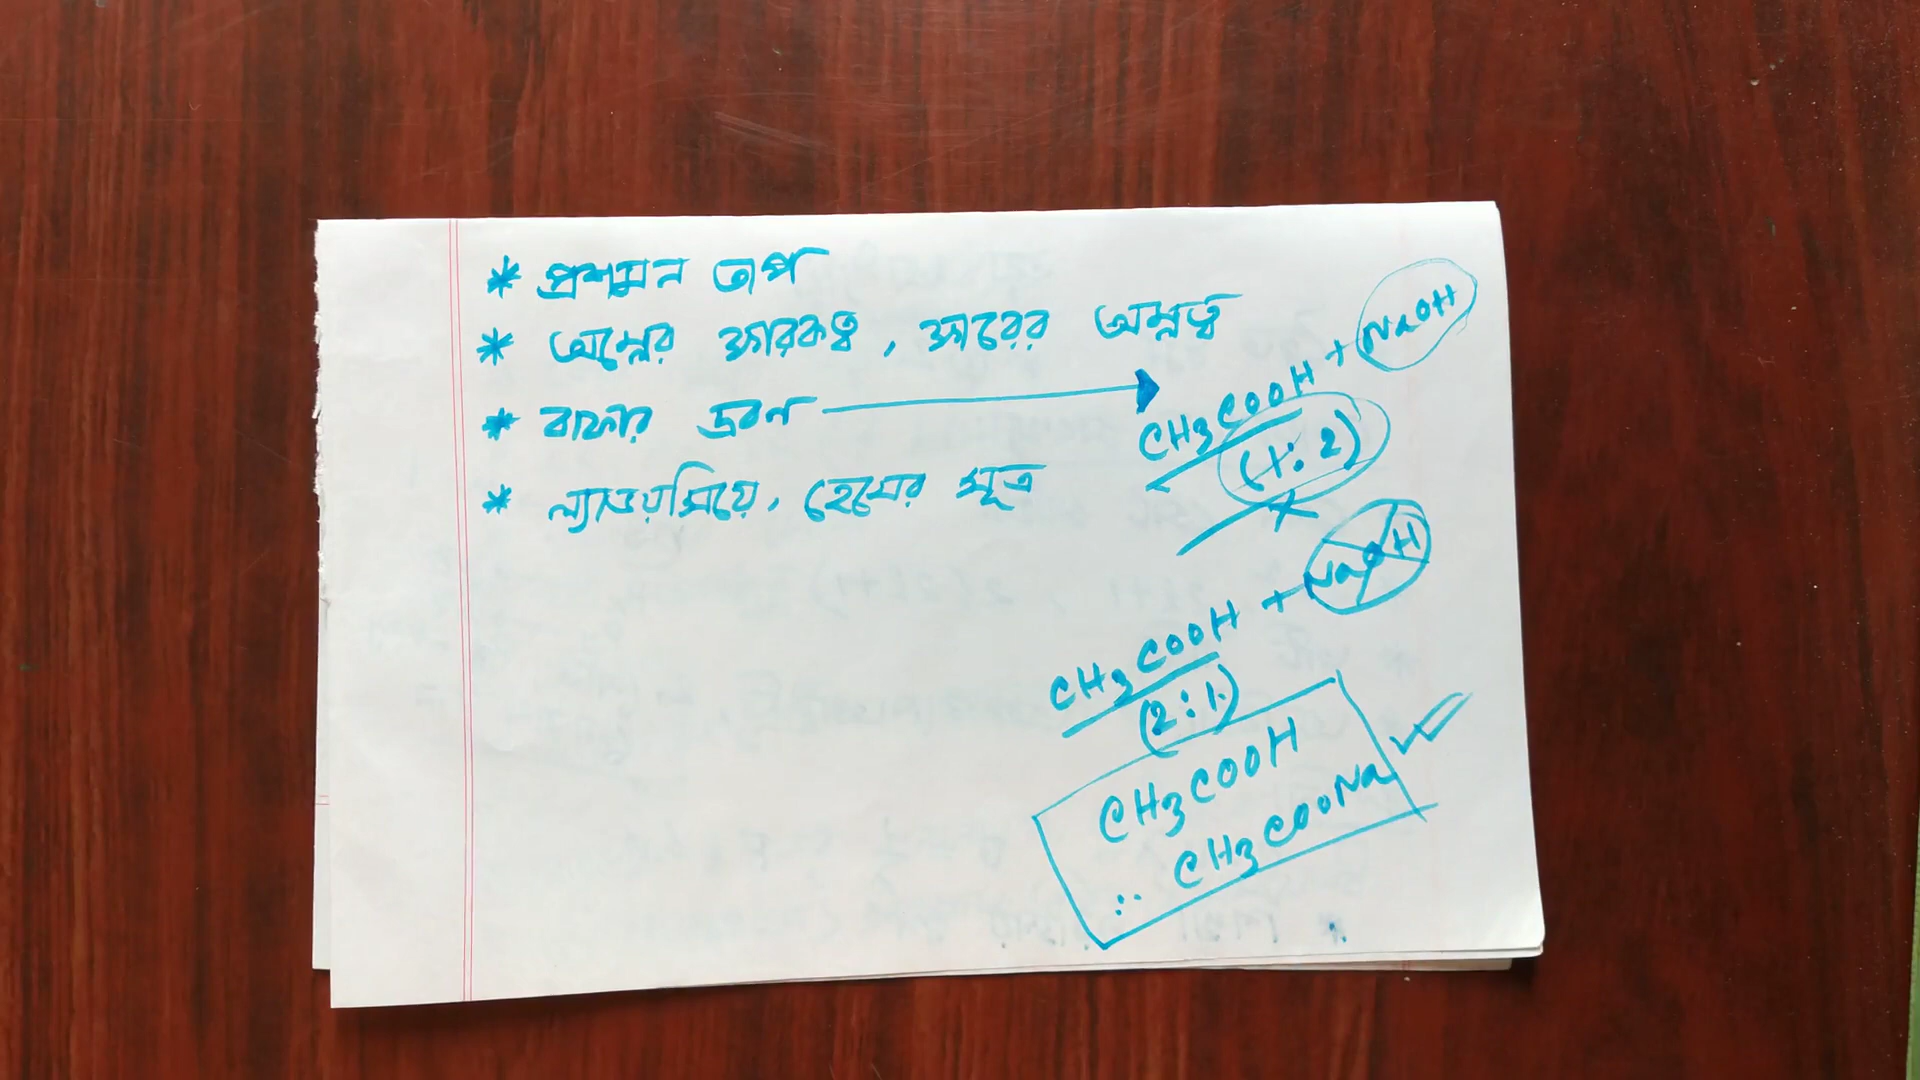 * প্রশমন তাপ
* অম্লের ক্ষারকত্ব, ক্ষারের অম্লত্ব
* বাফার দ্রবণ →
* ল্যাভয়সিয়ে, হেসের সূত্র
CH3COOH + NaOH
(1:2)
CH3COOH + NaOH
(2:1)
CH3COOH
∴ CH3COONa